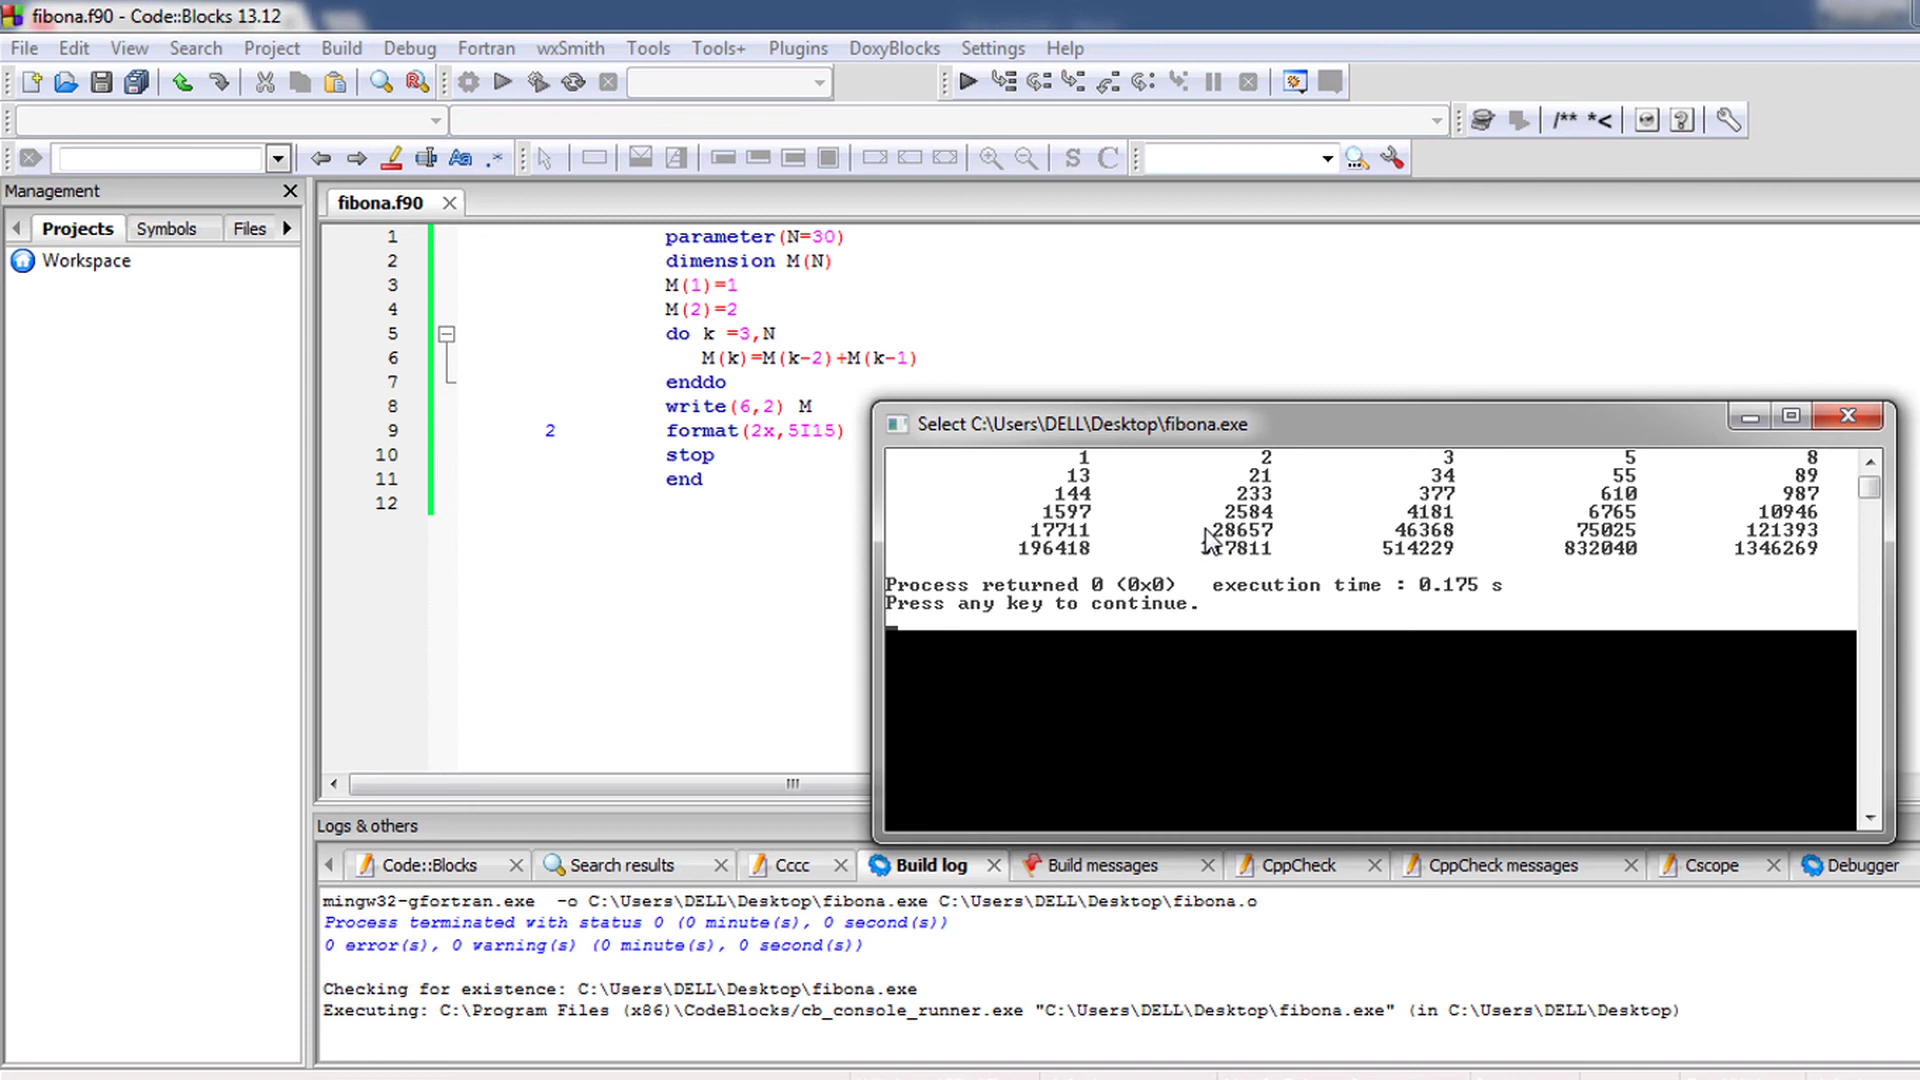 fibona.f90 - Code::Blocks 13.12
File Edit View Search Project Build Debug Fortran wxSmith Tools Tools+ Plugins DoxyBlocks Settings Help
/** *<
S C
Management
Projects Symbols Files
Workspace
fibona.f90
1 parameter(N=30)
2 dimension M(N)
3 M(1)=1
4 M(2)=2
5 do k =3,N
6 M(k)=M(k-2)+M(k-1)
7 enddo
8 write(6,2) M
9 2 format(2x,5I15)
10 stop
11 end
12
Select C:\Users\DELL\Desktop\fibona.exe
1 2 3 5 8
13 21 34 55 89
144 233 377 610 987
1597 2584 4181 6765 10946
17711 28657 46368 75025 121393
196418 514229 832040 1346269
Process returned 0 (0x0) execution time : 0.175 s
Press any key to continue.
Logs & others
Code::Blocks Search results Cccc Build log Build messages CppCheck CppCheck messages Cscope Debugger
mingw32-gfortran.exe -o C:\Users\DELL\Desktop\fibona.exe C:\Users\DELL\Desktop\fibona.o
Process terminated with status 0 (0 minute(s), 0 second(s))
0 error(s), 0 warning(s) (0 minute(s), 0 second(s))
Checking for existence: C:\Users\DELL\Desktop\fibona.exe
Executing: C:\Program Files (x86)\CodeBlocks/cb_console_runner.exe "C:\Users\DELL\Desktop\fibona.exe" (in C:\Users\DELL\Desktop)